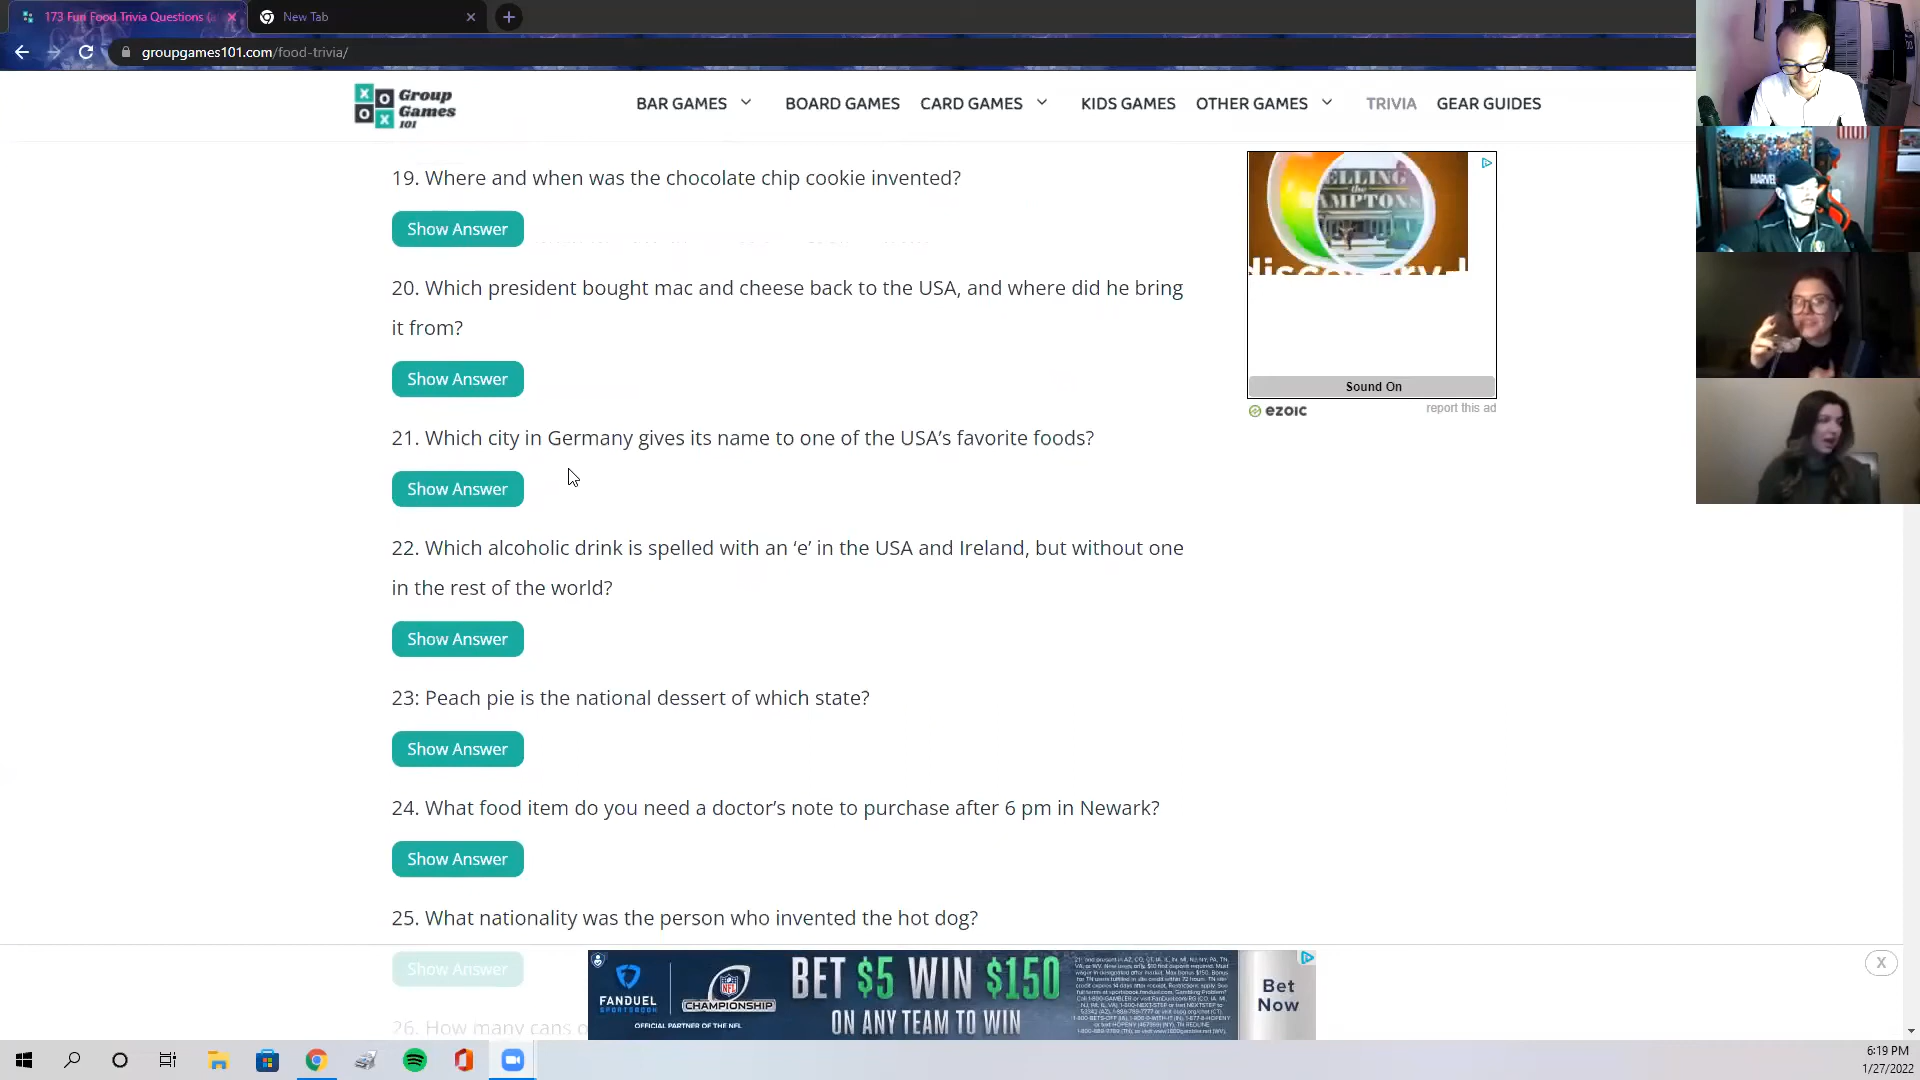 173 Fun Food Trivia Questions (
New Tab
groupgames101.com/food-trivia/
Group
Games
101
BAR GAMES
BOARD GAMES
CARD GAMES
KIDS GAMES
OTHER GAMES
TRIVIA
GEAR GUIDES
19. Where and when was the chocolate chip cookie invented?
Show Answer
20. Which president bought mac and cheese back to the USA, and where did he bring
it from?
Show Answer
21. Which city in Germany gives its name to one of the USA’s favorite foods?
Show Answer
22. Which alcoholic drink is spelled with an ‘e’ in the USA and Ireland, but without one
in the rest of the world?
Show Answer
23: Peach pie is the national dessert of which state?
Show Answer
24. What food item do you need a doctor’s note to purchase after 6 pm in Newark?
Show Answer
25. What nationality was the person who invented the hot dog?
Show Answer
26. How many cans o
ELLING
the
AMPTONS
Sound On
ezoic
report this ad
MARVEL
FANDUEL
SPORTSBOOK
NFL
CHAMPIONSHIP
OFFICIAL PARTNER OF THE NFL
BET $5 WIN $150
ON ANY TEAM TO WIN
Bet
Now
X
6:19 PM
1/27/2022